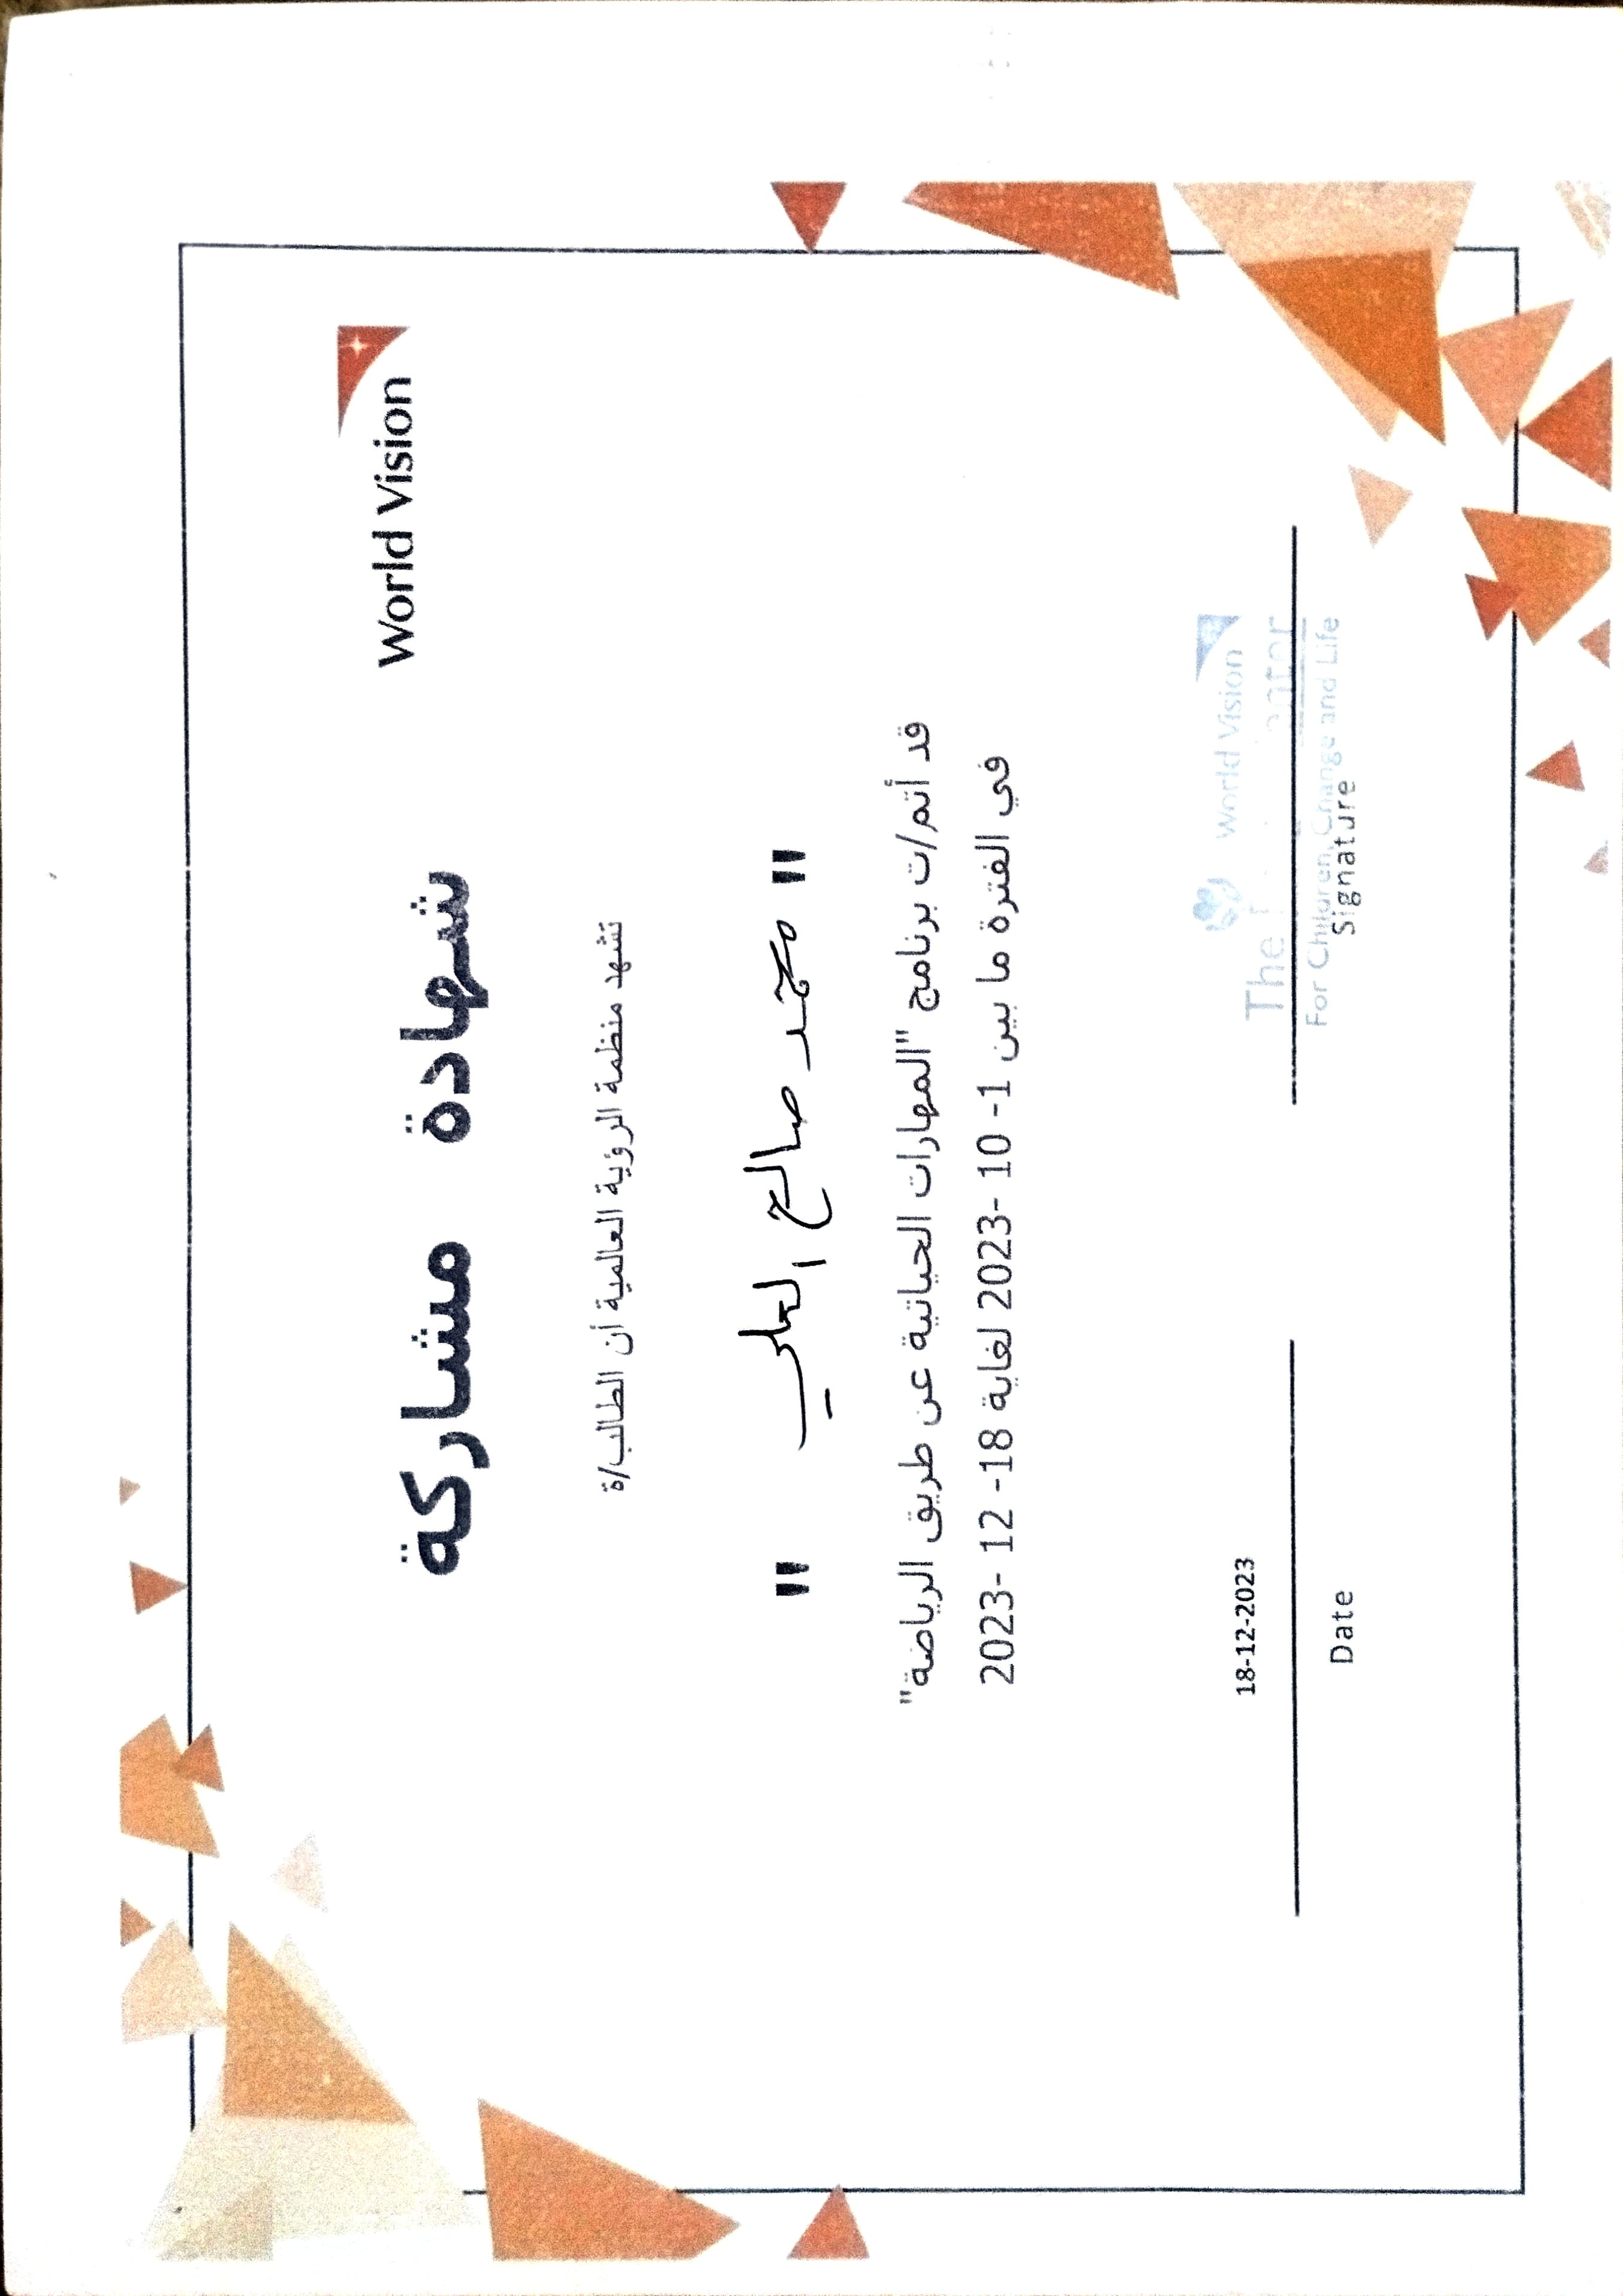 World Vision
شهادة مشاركة
تشهد منظمة الرؤية العالمية أن الطالب/ة
" محمد صالح العلي "
قد أتم/ت برنامج "المهارات الحياتية عن طريق الرياضة"
في الفترة ما بين 1- 10 -2023 لغاية 18- 12 -2023
World Vision
The
For Children, Change and Life
18-12-2023
Date
Signature